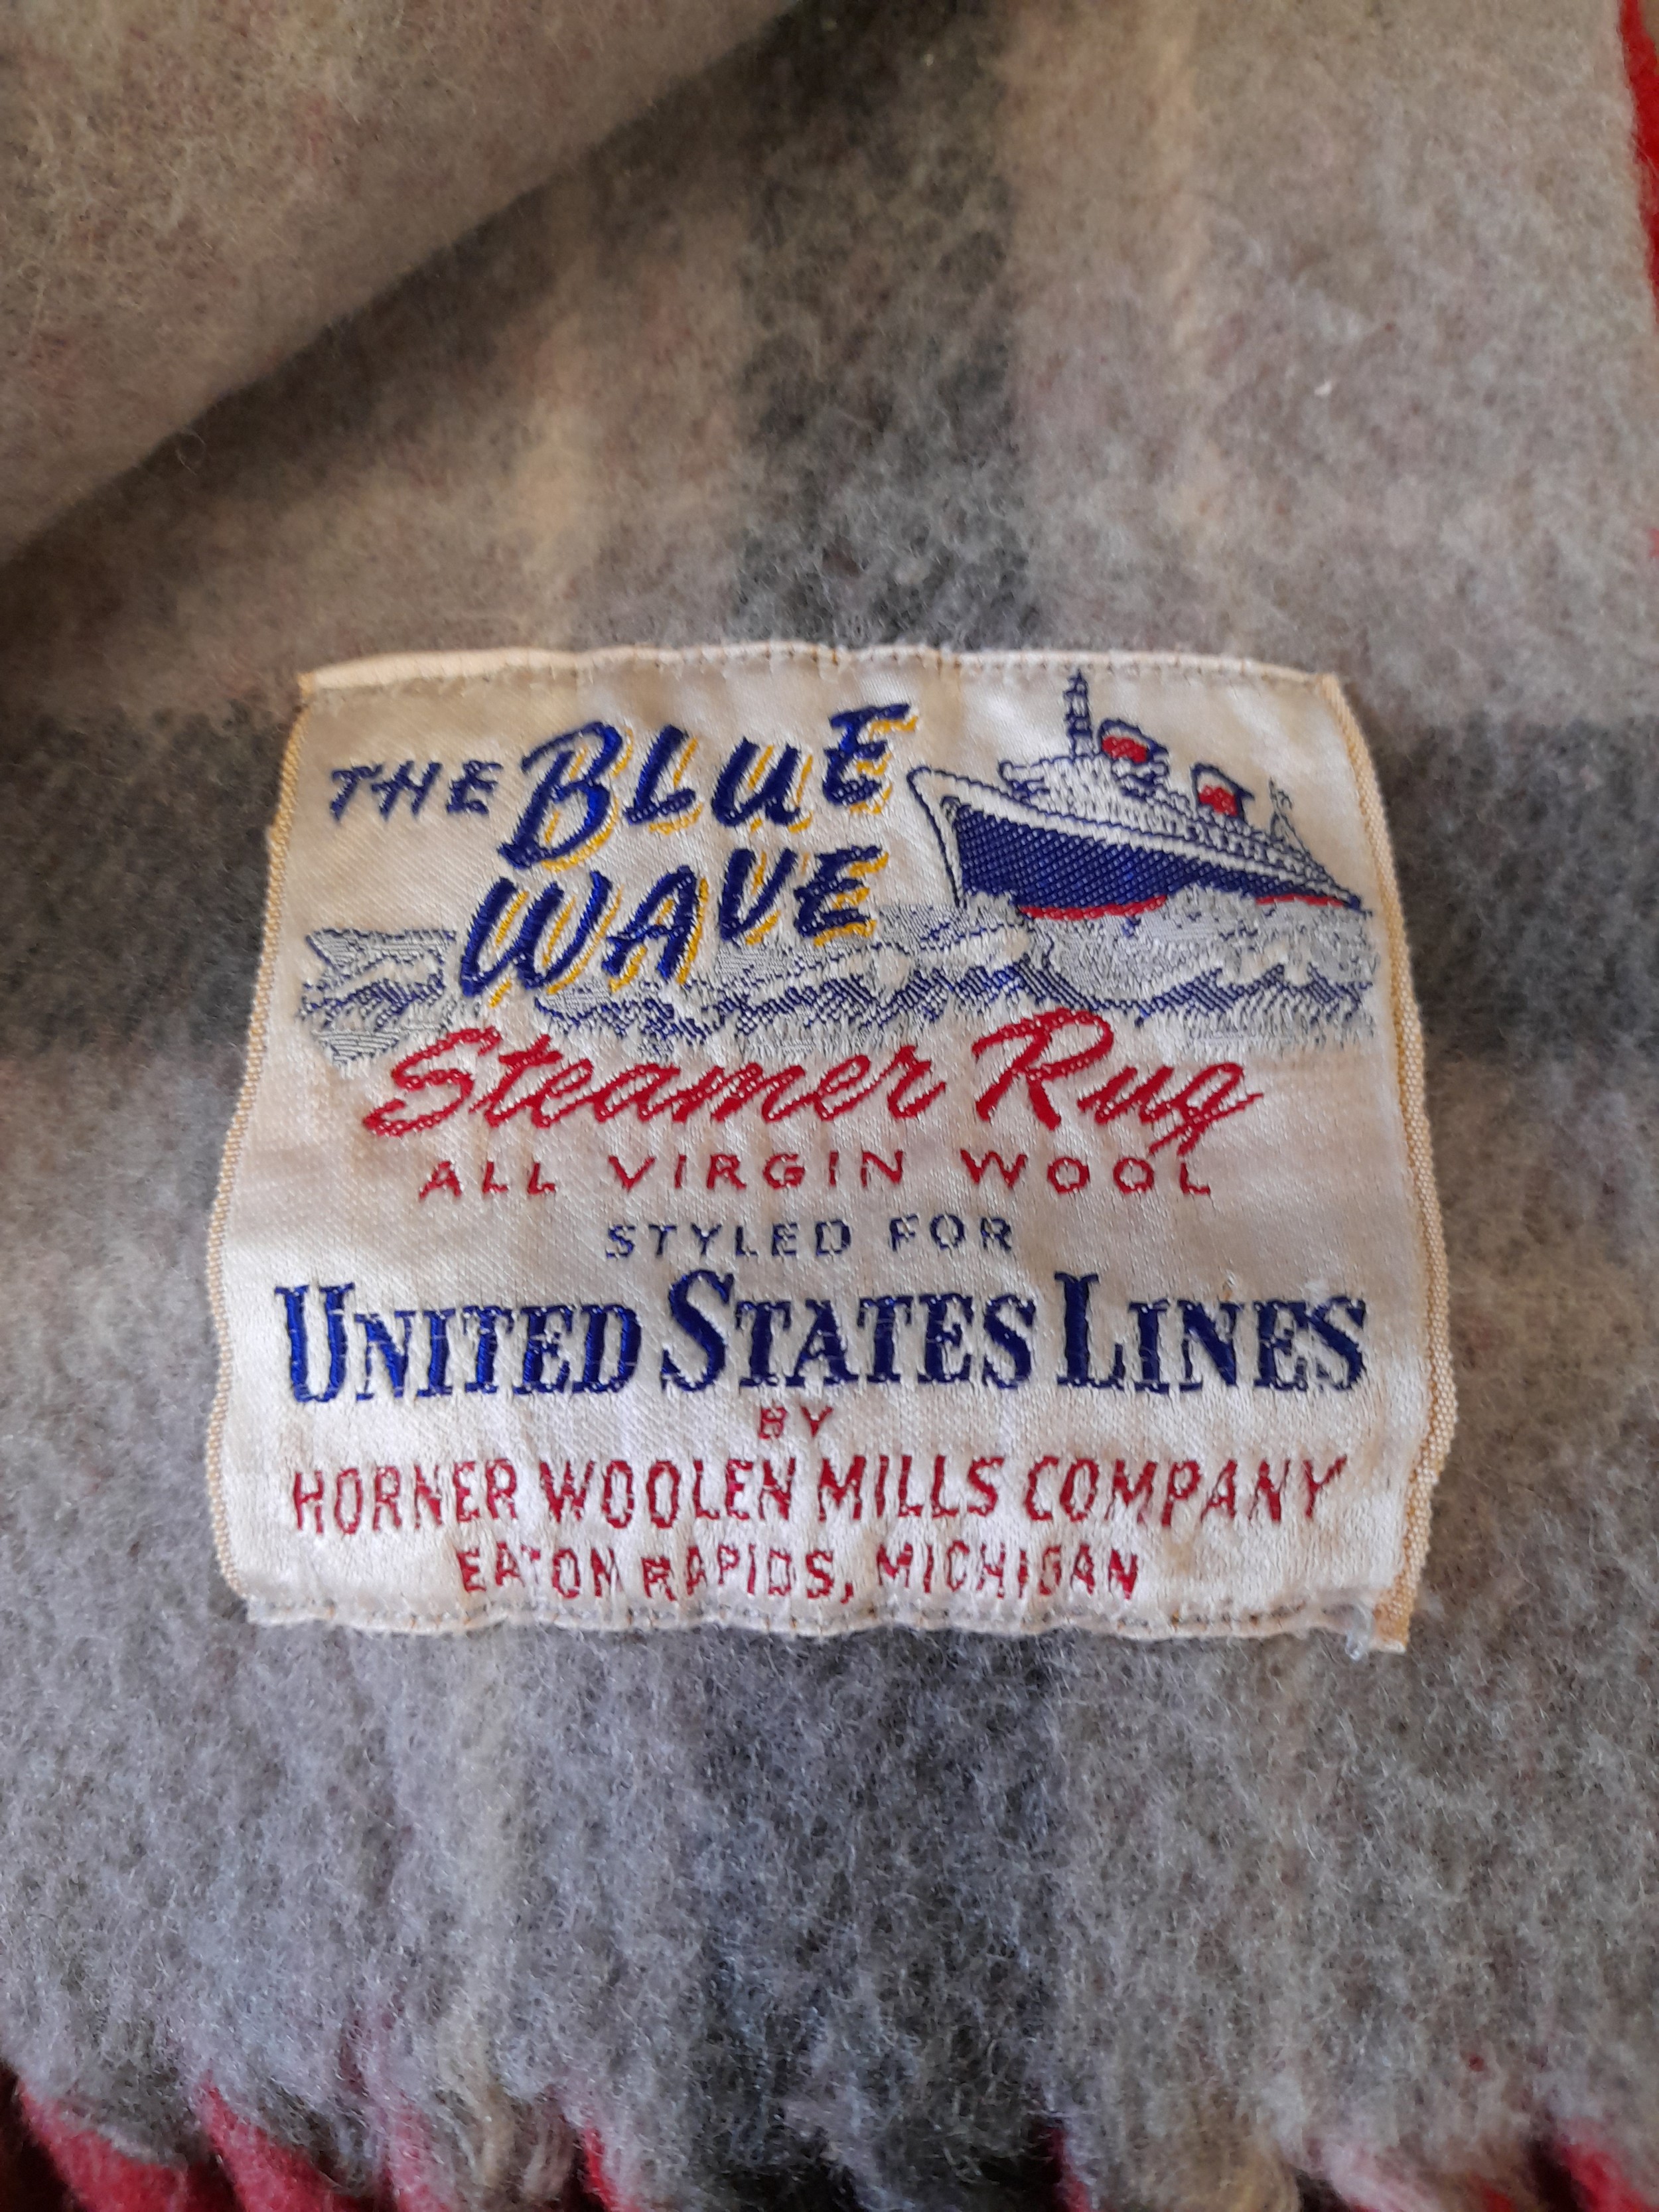 THE BLUE
WAVE
Steamer Rug
ALL VIRGIN WOOL
STYLED FOR
UNITED STATES LINES
BY
HORNER WOOLEN MILLS COMPANY
EATON RAPIDS, MICHIGAN